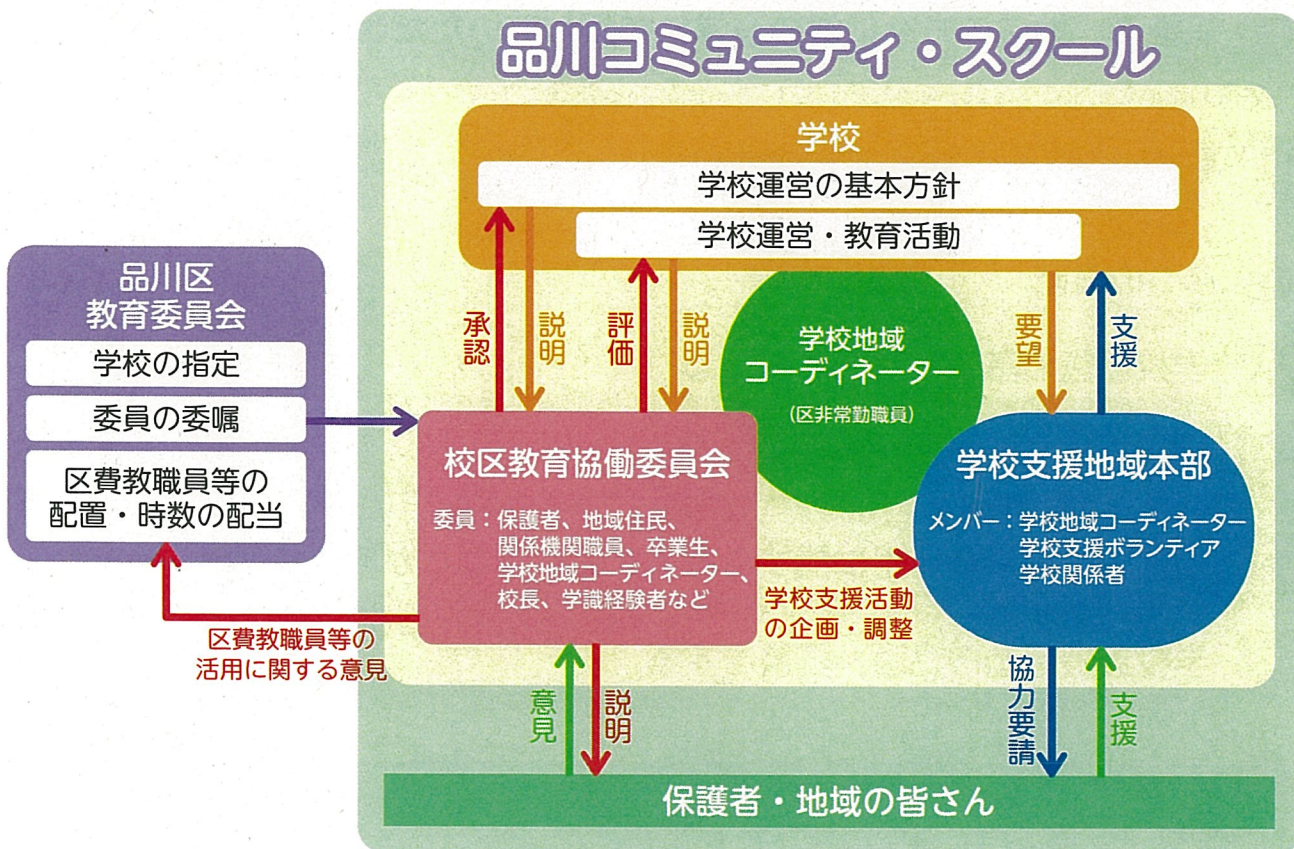 品川コミュニティ・スクール
学校
学校運営の基本方針
学校運営・教育活動
品川区
教育委員会
学校の指定
委員の委嘱
区費教職員等の
配置・時数の配当
承認
説明
評価
説明
学校地域
コーディネーター
(区非常勤職員)
要望
支援
校区教育協働委員会
委員：保護者、地域住民、
関係機関職員、卒業生、
学校地域コーディネーター、
校長、学識経験者など
学校支援地域本部
メンバー：学校地域コーディネーター
学校支援ボランティア
学校関係者
学校支援活動
の企画・調整
区費教職員等の
活用に関する意見
意見
説明
協力要請
支援
保護者・地域の皆さん